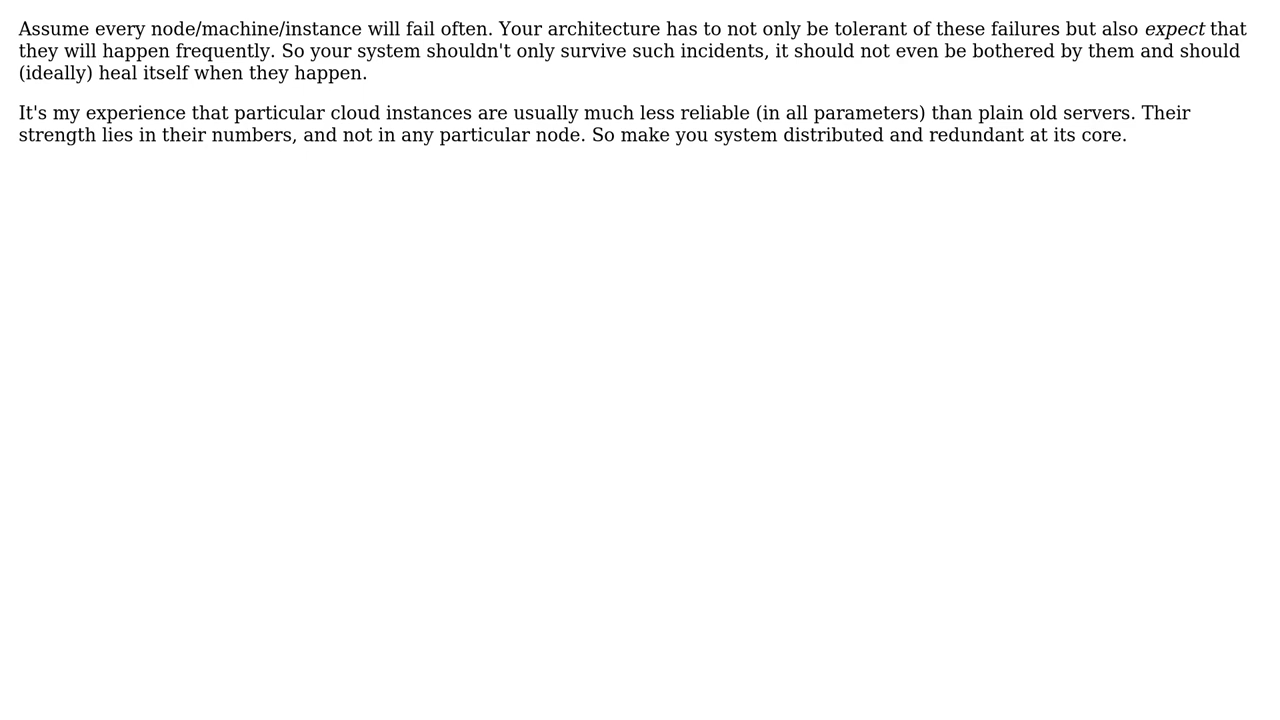 Assume every node/machine/instance will fail often. Your architecture has to not only be tolerant of these failures but also expect that
they will happen frequently. So your system shouldn't only survive such incidents, it should not even be bothered by them and should
(ideally) heal itself when they happen.
It's my experience that particular cloud instances are usually much less reliable (in all parameters) than plain old servers. Their
strength lies in their numbers, and not in any particular node. So make you system distributed and redundant at its core.